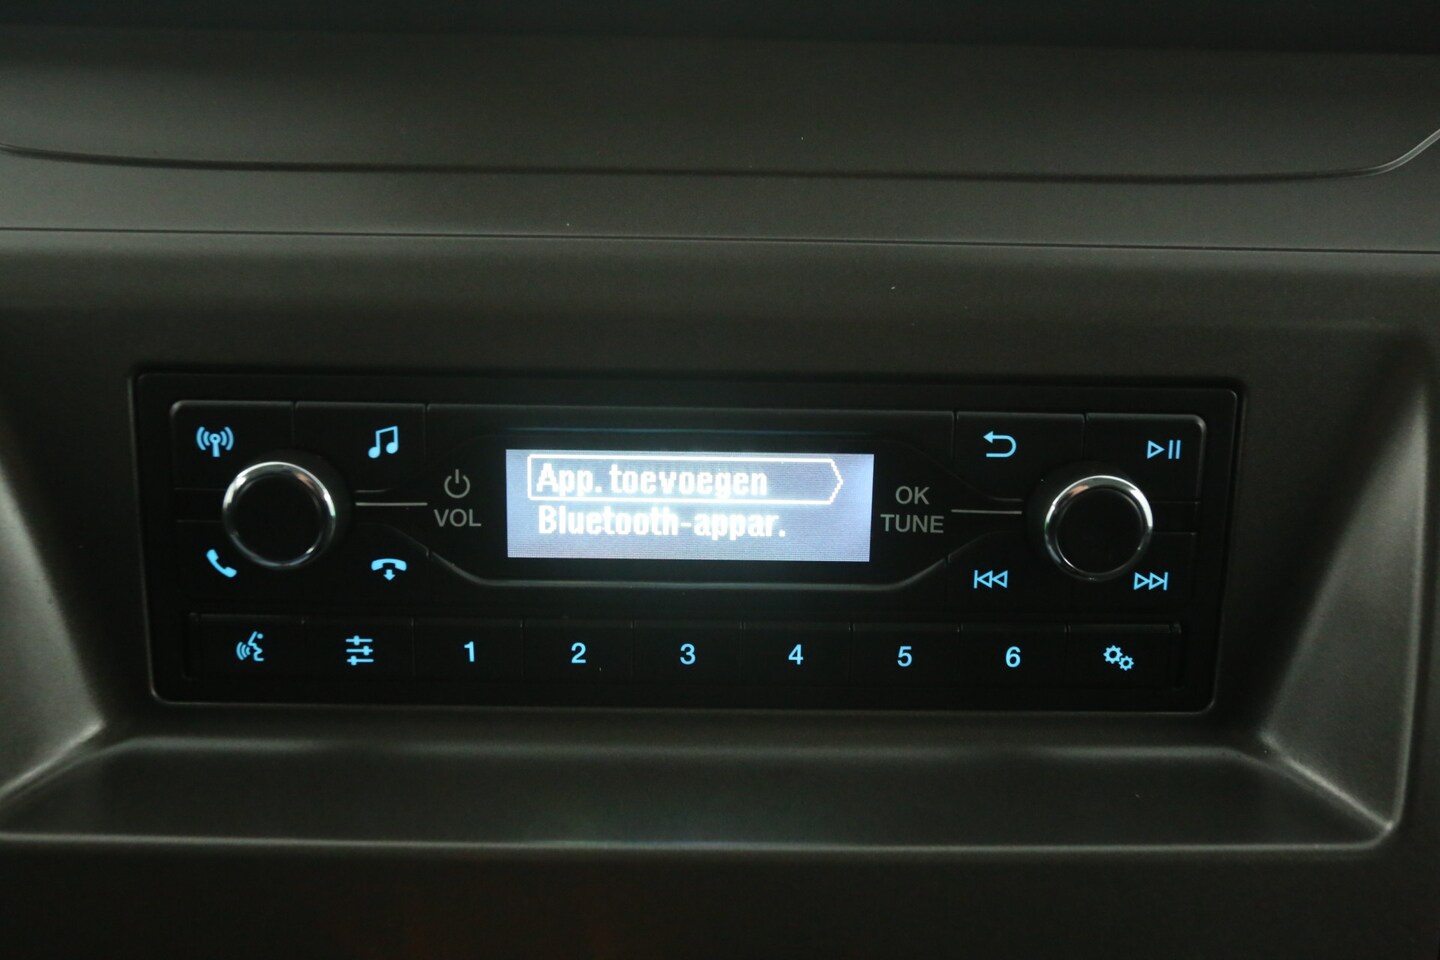 App. toevoegen
Bluetooth-appar.
VOL
OK
TUNE
1 2 3 4 5 6